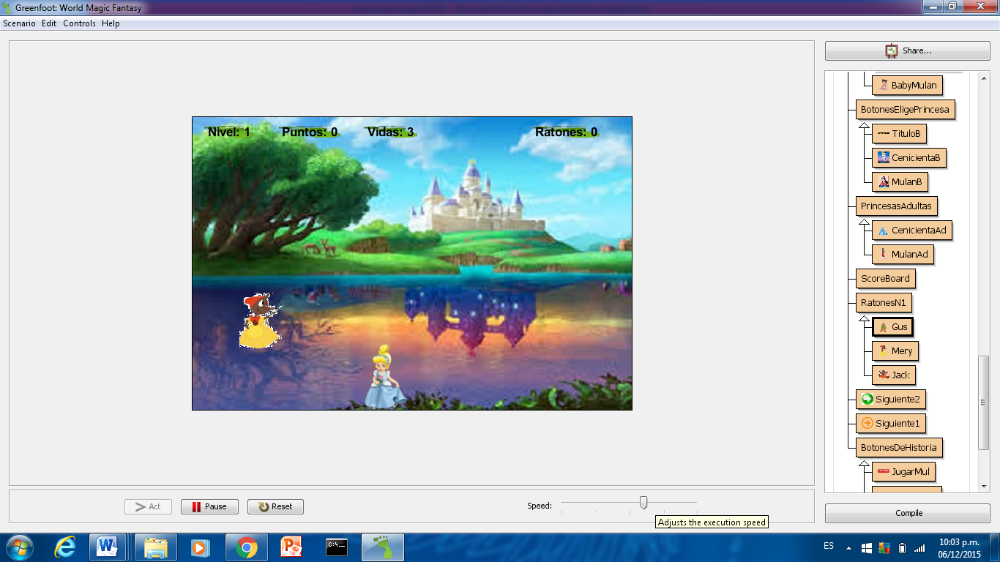 Greenfoot: World Magic Fantasy
Scenario Edit Controls Help
Share...
Nivel: 1 Puntos: 0 Vidas: 3 Ratones: 0
BabyMulan
BotonesEligePrincesa
TituloB
CenicientaB
MulanB
PrincesasAdultas
CenicientaAd
MulanAd
ScoreBoard
RatonesN1
Gus
Mery
Jack
Siguiente2
Siguiente1
BotonesDeHistoria
JugarMul
Act Pause Reset Speed:
Adjusts the execution speed
Compile
ES
10:03 p.m.
06/12/2015